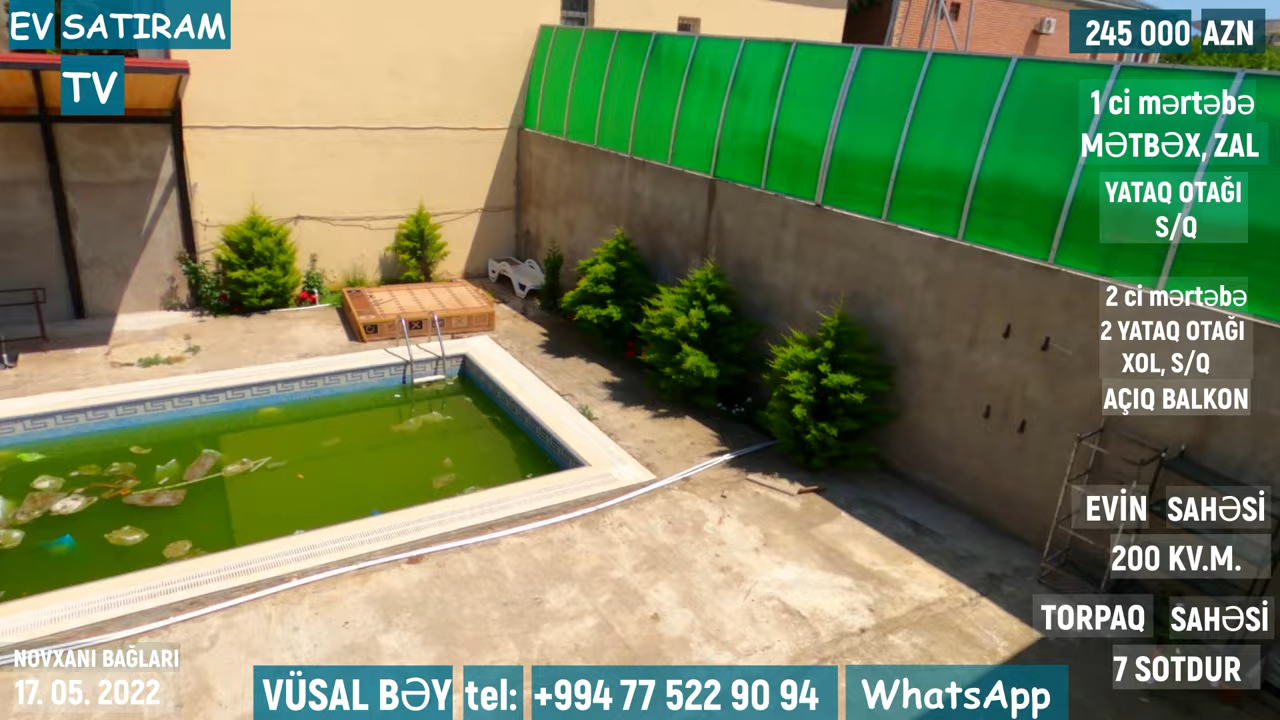 EV SATIRAM
TV
245 000 AZN
1 ci mərtəbə
MƏTBƏX, ZAL
YATAQ OTAĞI
S/Q
2 ci mərtəbə
2 YATAQ OTAĞI
XOL, S/Q
AÇIQ BALKON
EVİN SAHƏSİ
200 KV.M.
TORPAQ SAHƏSİ
7 SOTDUR
NOVXANI BAĞLARI
17. 05. 2022
VÜSAL BƏY tel: +994 77 522 90 94 WhatsApp